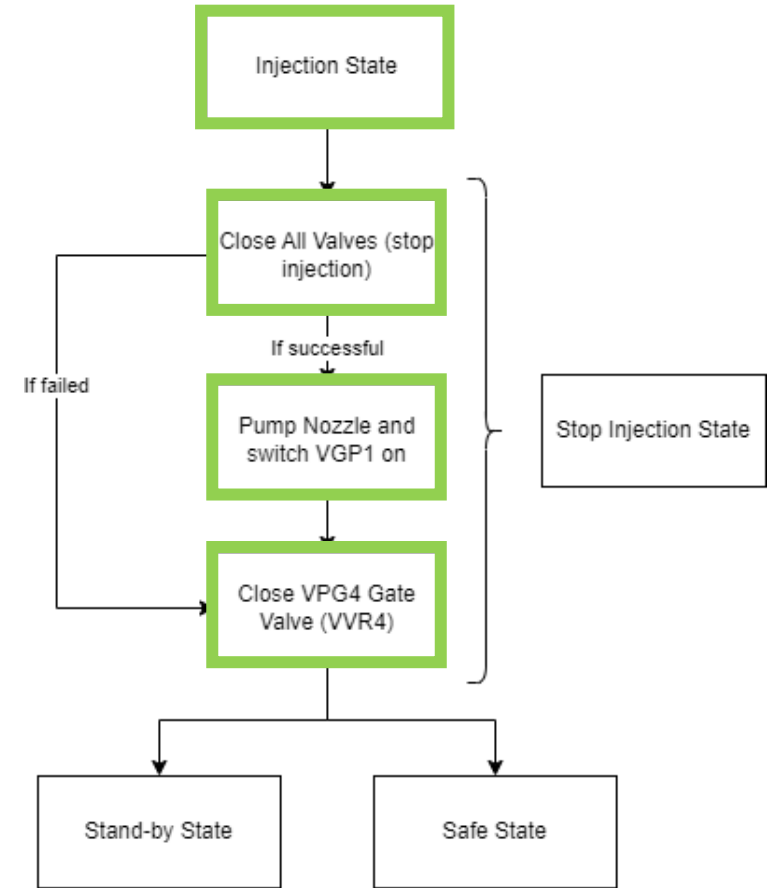 Injection State
Close All Valves (stop
injection)
If successful
If failed
Pump Nozzle and
switch VGP1 on
Stop Injection State
Close VPG4 Gate
Valve (VVR4)
Stand-by State
Safe State